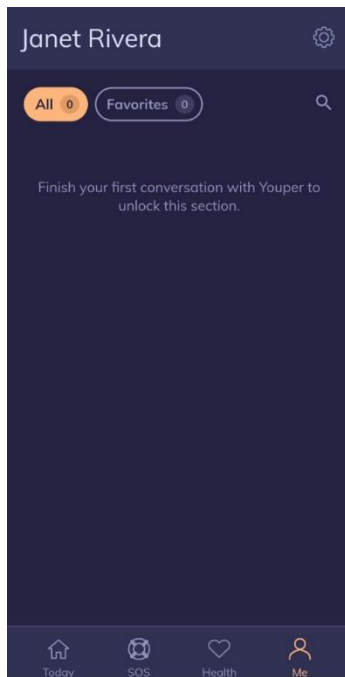 Janet Rivera
All 0 Favorites 0
Finish your first conversation with Youper to
unlock this section.
Today SOS Health Me